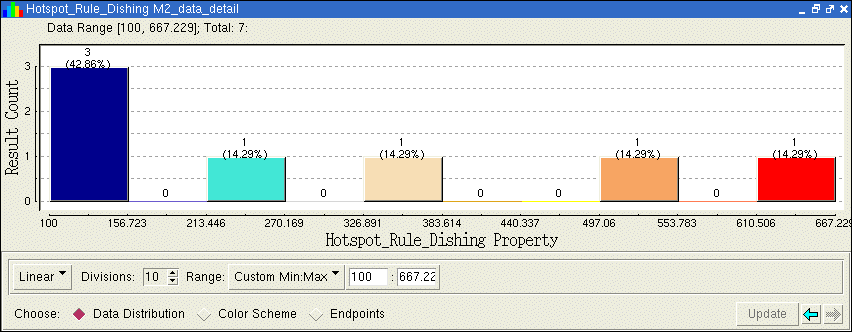 Hotspot_Rule_Dishing M2_data_detail
Data Range [100, 667.229]; Total: 7:
3
(42.86%)
1
(14.29%)
1
(14.29%)
1
(14.29%)
1
(14.29%)
0
0
0
0
0
Result Count
3
2
1
0
100 156.723 213.446 270.169 326.891 383.614 440.337 497.06 553.783 610.506 667.229
Hotspot_Rule_Dishing Property
Linear Divisions: 10 Range: Custom Min:Max 100 : 667.22
Choose: Data Distribution Color Scheme Endpoints Update